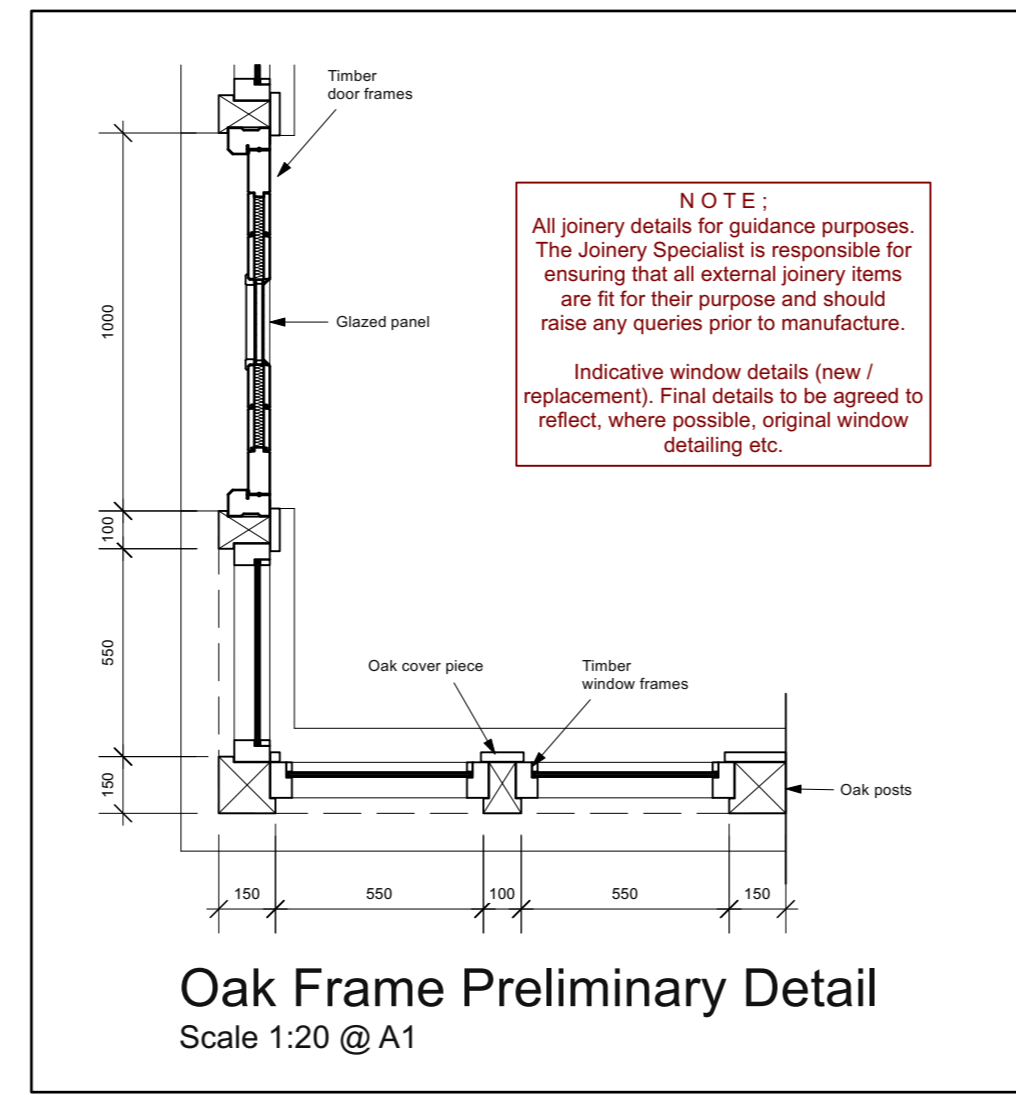 Timber
door frames
N O T E ;
All joinery details for guidance purposes.
The Joinery Specialist is responsible for
ensuring that all external joinery items
are fit for their purpose and should
raise any queries prior to manufacture.
Indicative window details (new /
replacement). Final details to be agreed to
reflect, where possible, original window
detailing etc.
1000
Glazed panel
100
550
Oak cover piece
Timber
window frames
150
Oak posts
150
550
100
550
150
Oak Frame Preliminary Detail
Scale 1:20 @ A1